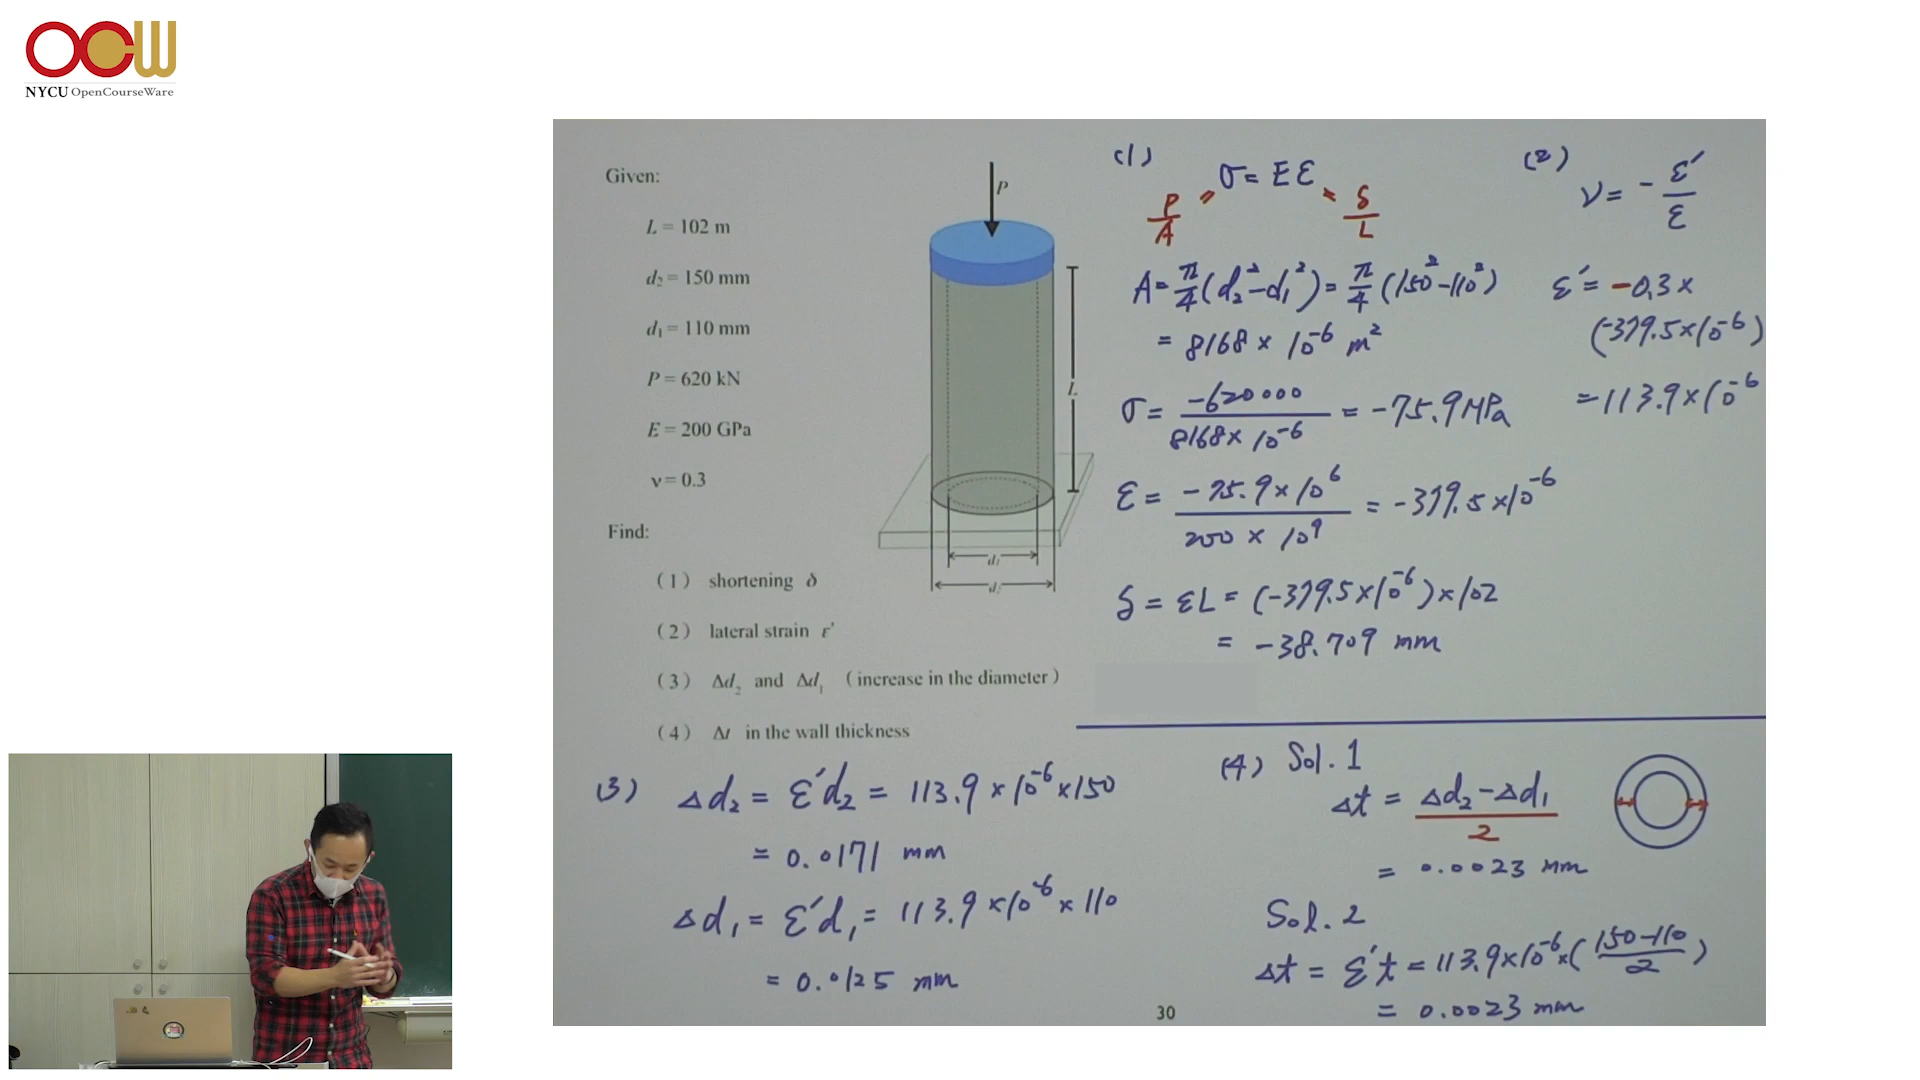 OCW
NYCU OpenCourseWare
Given:
L = 102 m
d₂ = 150 mm
d₁ = 110 mm
P = 620 kN
E = 200 GPa
ν = 0.3
Find:
(1) shortening δ
(2) lateral strain ε'
(3) Δd₂ and Δd₁ (increase in the diameter)
(4) Δt in the wall thickness
P
L
d₁
d₂
(1)
σ = Eε
P/A = = δ/L
A = π/4 (d₂² - d₁²) = π/4 (150² - 110²)
= 8168 × 10⁻⁶ m²
σ = -620000 / 8168 × 10⁻⁶ = -75.9 MPa
ε = -75.9 × 10⁶ / 200 × 10⁹ = -379.5 × 10⁻⁶
δ = εL = (-379.5 × 10⁻⁶) × 102
= -38.709 mm
(2)
ν = - ε'/ε
ε' = -0.3 ×
(-379.5 × 10⁻⁶)
= 113.9 × 10⁻⁶
(3) Δd₂ = ε'd₂ = 113.9 × 10⁻⁶ × 150
= 0.0171 mm
Δd₁ = ε'd₁ = 113.9 × 10⁻⁶ × 110
= 0.0125 mm
(4) Sol. 1
Δt = Δd₂ - Δd₁ / 2
= 0.0023 mm
Sol. 2
Δt = ε't = 113.9 × 10⁻⁶ × (150 - 110 / 2)
= 0.0023 mm
30